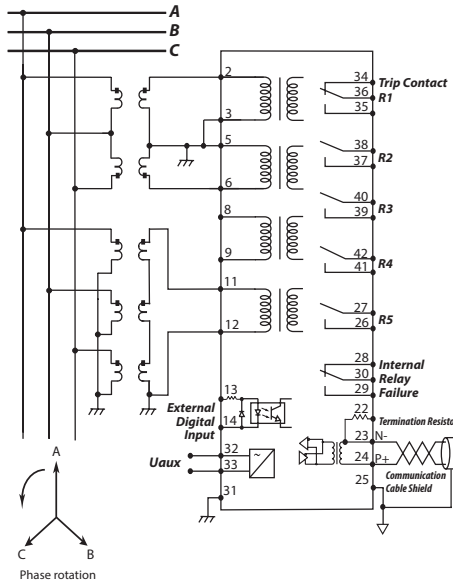 A
B
C
2
34
Trip Contact
36
R1
35
3
5
38
R2
37
6
40
R3
39
8
9
42
R4
41
11
27
R5
26
12
28
Internal
30
Relay
29
Failure
13
External
Digital
Input
14
22
Termination Resista
23
N-
24
P+
Communication
Cable Shield
25
32
Uaux
33
~
31
A
C
B
Phase rotation